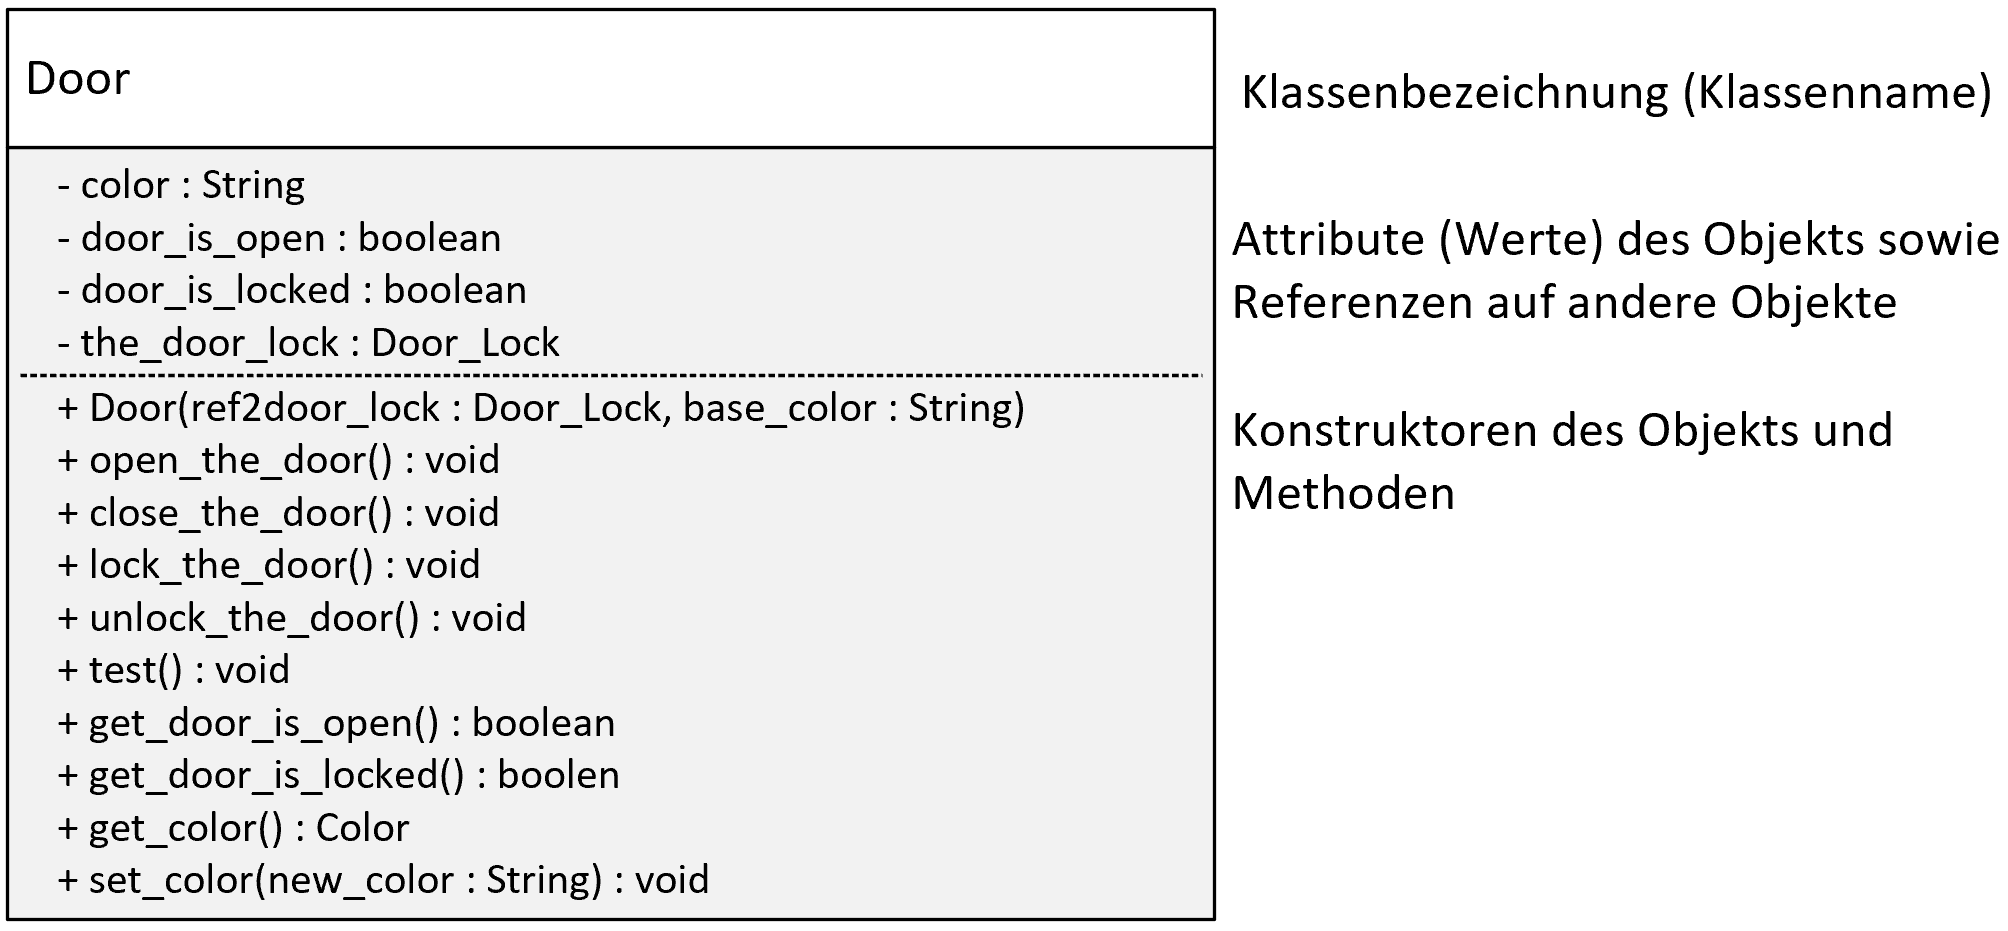 Door
Klassenbezeichnung (Klassenname)
- color : String
- door_is_open : boolean
- door_is_locked : boolean
- the_door_lock : Door_Lock
Attribute (Werte) des Objekts sowie
Referenzen auf andere Objekte
+ Door(ref2door_lock : Door_Lock, base_color : String)
+ open_the_door() : void
+ close_the_door() : void
+ lock_the_door() : void
+ unlock_the_door() : void
+ test() : void
+ get_door_is_open() : boolean
+ get_door_is_locked() : boolen
+ get_color() : Color
+ set_color(new_color : String) : void
Konstruktoren des Objekts und
Methoden